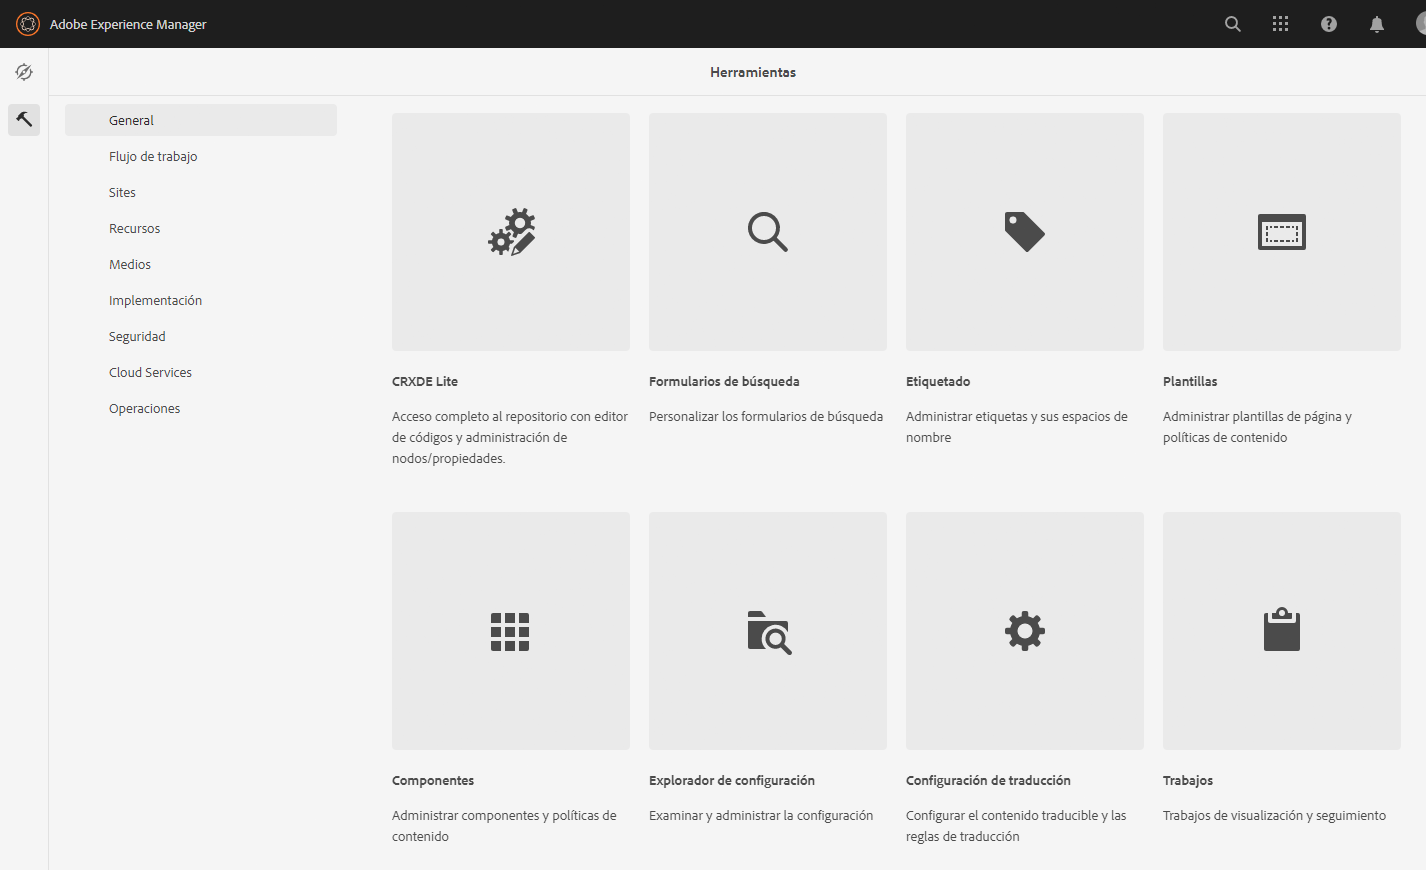 Adobe Experience Manager
Herramientas
General
Flujo de trabajo
Sites
Recursos
Medios
Implementación
Seguridad
Cloud Services
Operaciones
CRXDE Lite
Acceso completo al repositorio con editor
de códigos y administración de
nodos/propiedades.
Formularios de búsqueda
Personalizar los formularios de búsqueda
Etiquetado
Administrar etiquetas y sus espacios de
nombre
Plantillas
Administrar plantillas de página y
políticas de contenido
Componentes
Administrar componentes y políticas de
contenido
Explorador de configuración
Examinar y administrar la configuración
Configuración de traducción
Configurar el contenido traducible y las
reglas de traducción
Trabajos
Trabajos de visualización y seguimiento